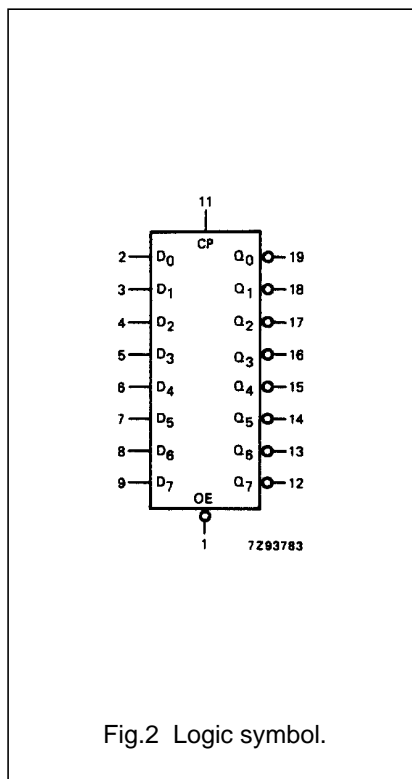 11
CP
2 D0 Q0 19
3 D1 Q1 18
4 D2 Q2 17
5 D3 Q3 16
6 D4 Q4 15
7 D5 Q5 14
8 D6 Q6 13
9 D7 Q7 12
OE
1 7Z93783
Fig.2 Logic symbol.